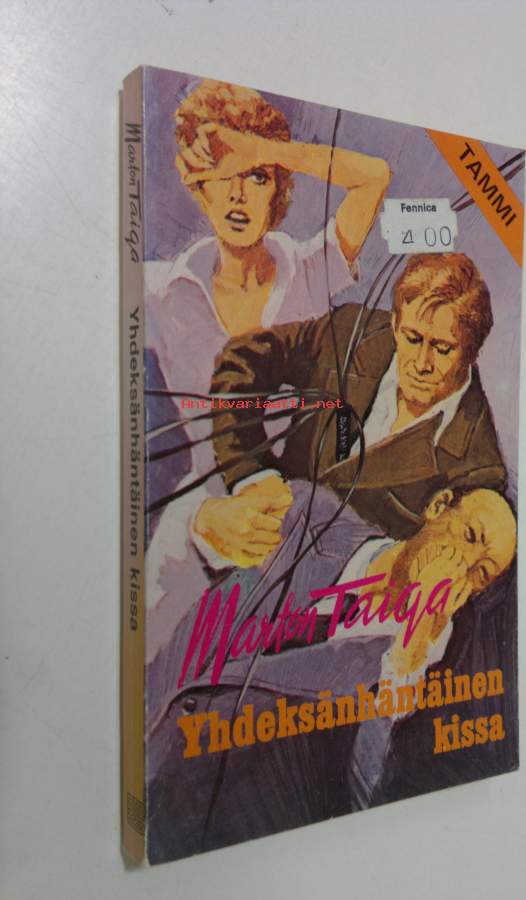 Marton Taiga Yhdeksänhäntäinen kissa
TAMMI
Fennica
4 00
Antikvariaatti.net
Marton Taiga
Yhdeksänhäntäinen
kissa